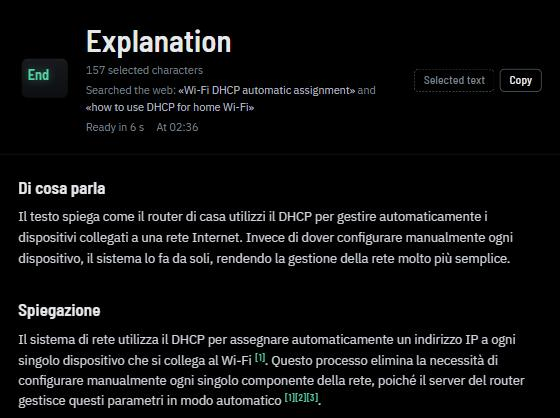 Explanation
End
157 selected characters
Searched the web: «Wi-Fi DHCP automatic assignment» and
«how to use DHCP for home Wi-Fi»
Ready in 6 s At 02:36
Selected text
Copy
Di cosa parla
Il testo spiega come il router di casa utilizzi il DHCP per gestire automaticamente i
dispositivi collegati a una rete Internet. Invece di dover configurare manualmente ogni
dispositivo, il sistema lo fa da soli, rendendo la gestione della rete molto più semplice.
Spiegazione
Il sistema di rete utilizza il DHCP per assegnare automaticamente un indirizzo IP a ogni
singolo dispositivo che si collega al Wi-Fi [1]. Questo processo elimina la necessità di
configurare manualmente ogni singolo componente della rete, poiché il server del router
gestisce questi parametri in modo automatico [1][2][3].